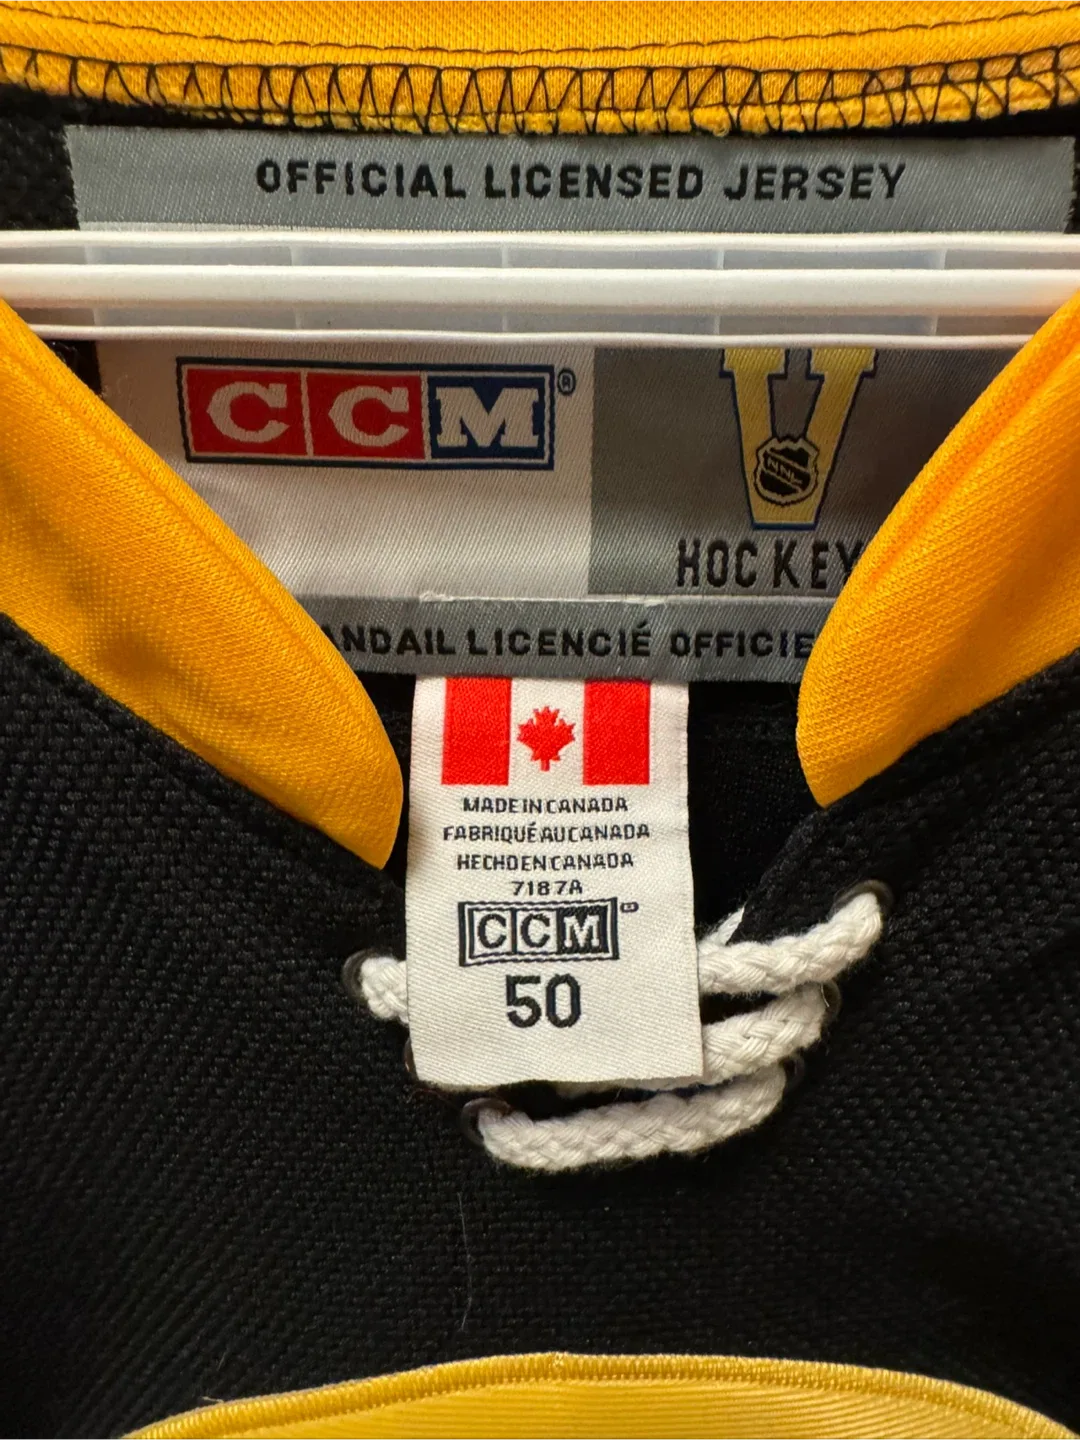 OFFICIAL LICENSED JERSEY
CCM®
V
NHL
HOCKEY
ANDAIL LICENCIÉ OFFICIE
MADE IN CANADA
FABRIQUÉ AU CANADA
HECHO EN CANADA
7187A
CCM
50